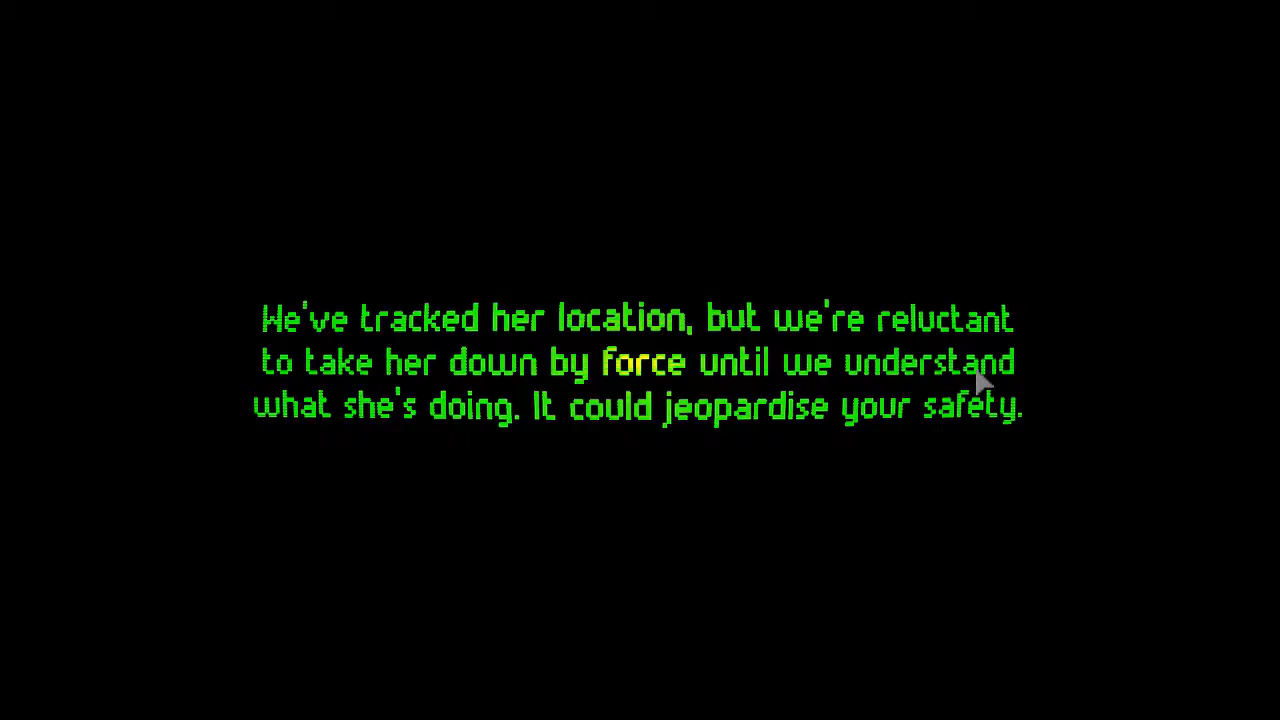 We've tracked her location, but we're reluctant
to take her down by force until we understand
what she's doing. It could jeopardise your safety.